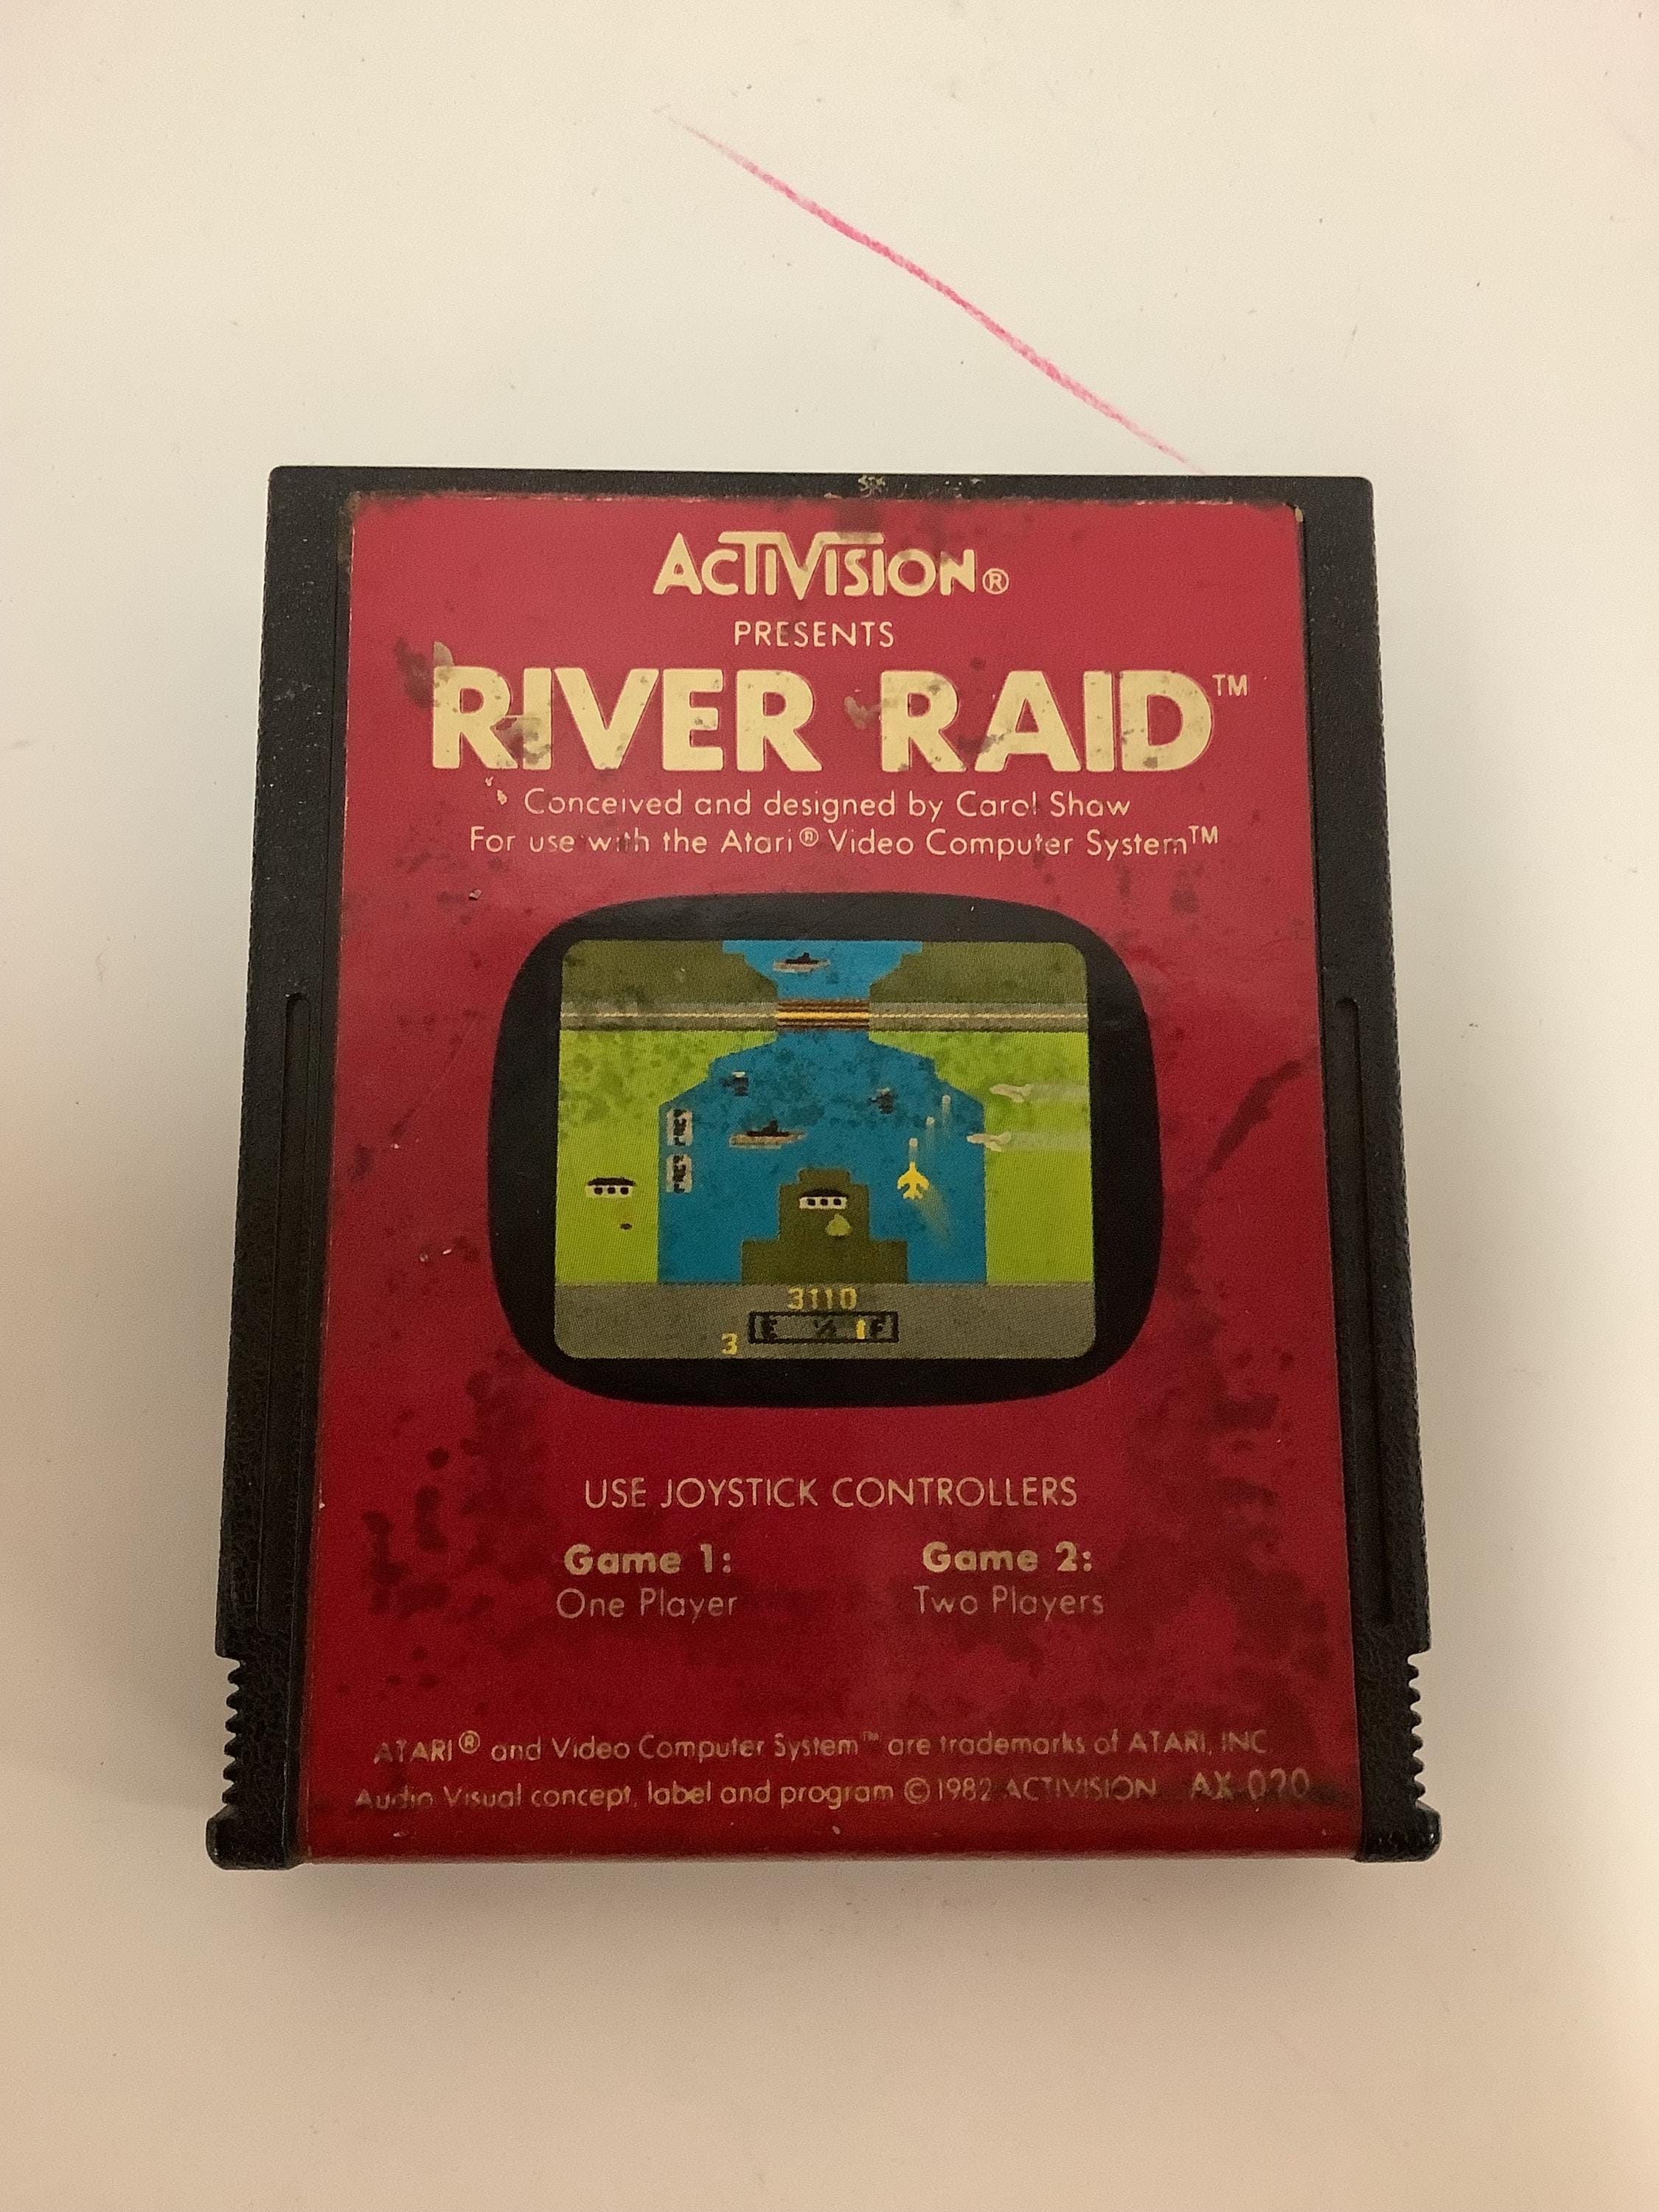 ACTIVISION®
PRESENTS
RIVER RAID™
Conceived and designed by Carol Shaw
For use with the Atari® Video Computer System™
3110
E ½ F
3
USE JOYSTICK CONTROLLERS
Game 1: Game 2:
One Player Two Players
ATARI® and Video Computer System™ are trademarks of ATARI, INC.
Audio Visual concept, label and program © 1982 ACTIVISION AX-020